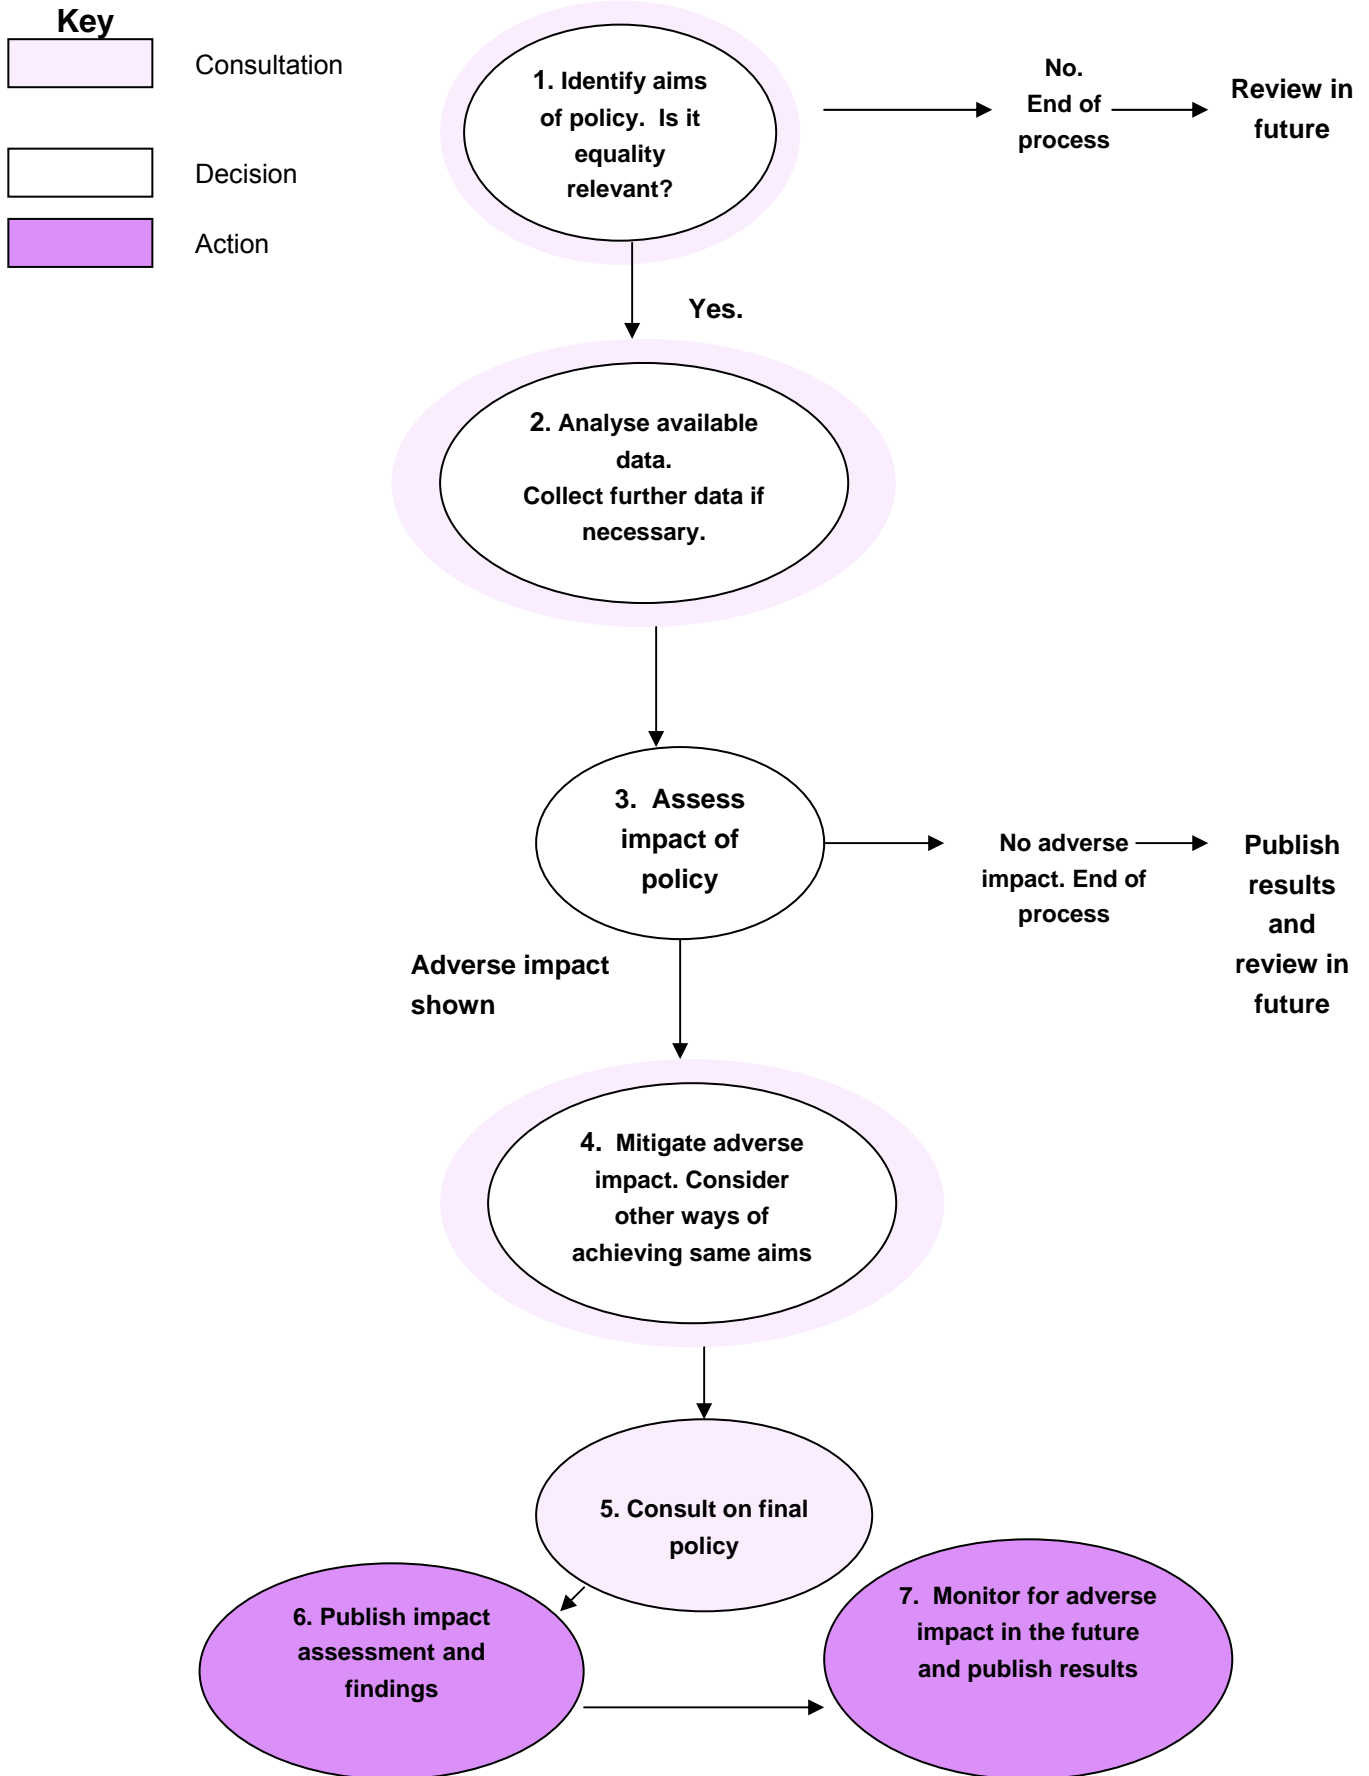 Key
Consultation
Decision
Action
1. Identify aims
of policy.  Is it
equality
relevant?
No.
End of
process
Review in
future
Yes.
2. Analyse available
data.
Collect further data if
necessary.
3.  Assess
impact of
policy
No adverse
impact. End of
process
Publish
results
and
review in
future
Adverse impact
shown
4.  Mitigate adverse
impact. Consider
other ways of
achieving same aims
5. Consult on final
policy
6. Publish impact
assessment and
findings
7.  Monitor for adverse
impact in the future
and publish results